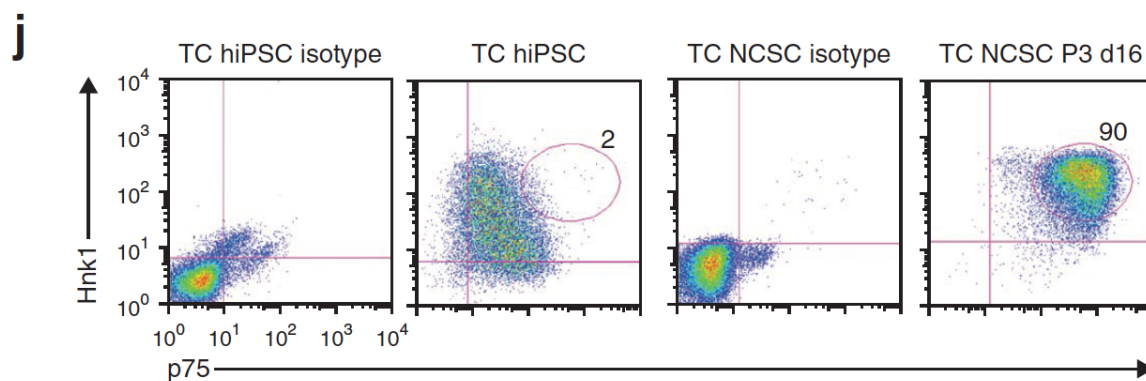 j
TC hiPSC isotype
TC hiPSC
TC NCSC isotype
TC NCSC P3 d16
10⁴
10³
10²
10¹
10⁰
Hnk1
2
90
10⁰ 10¹ 10² 10³ 10⁴
p75